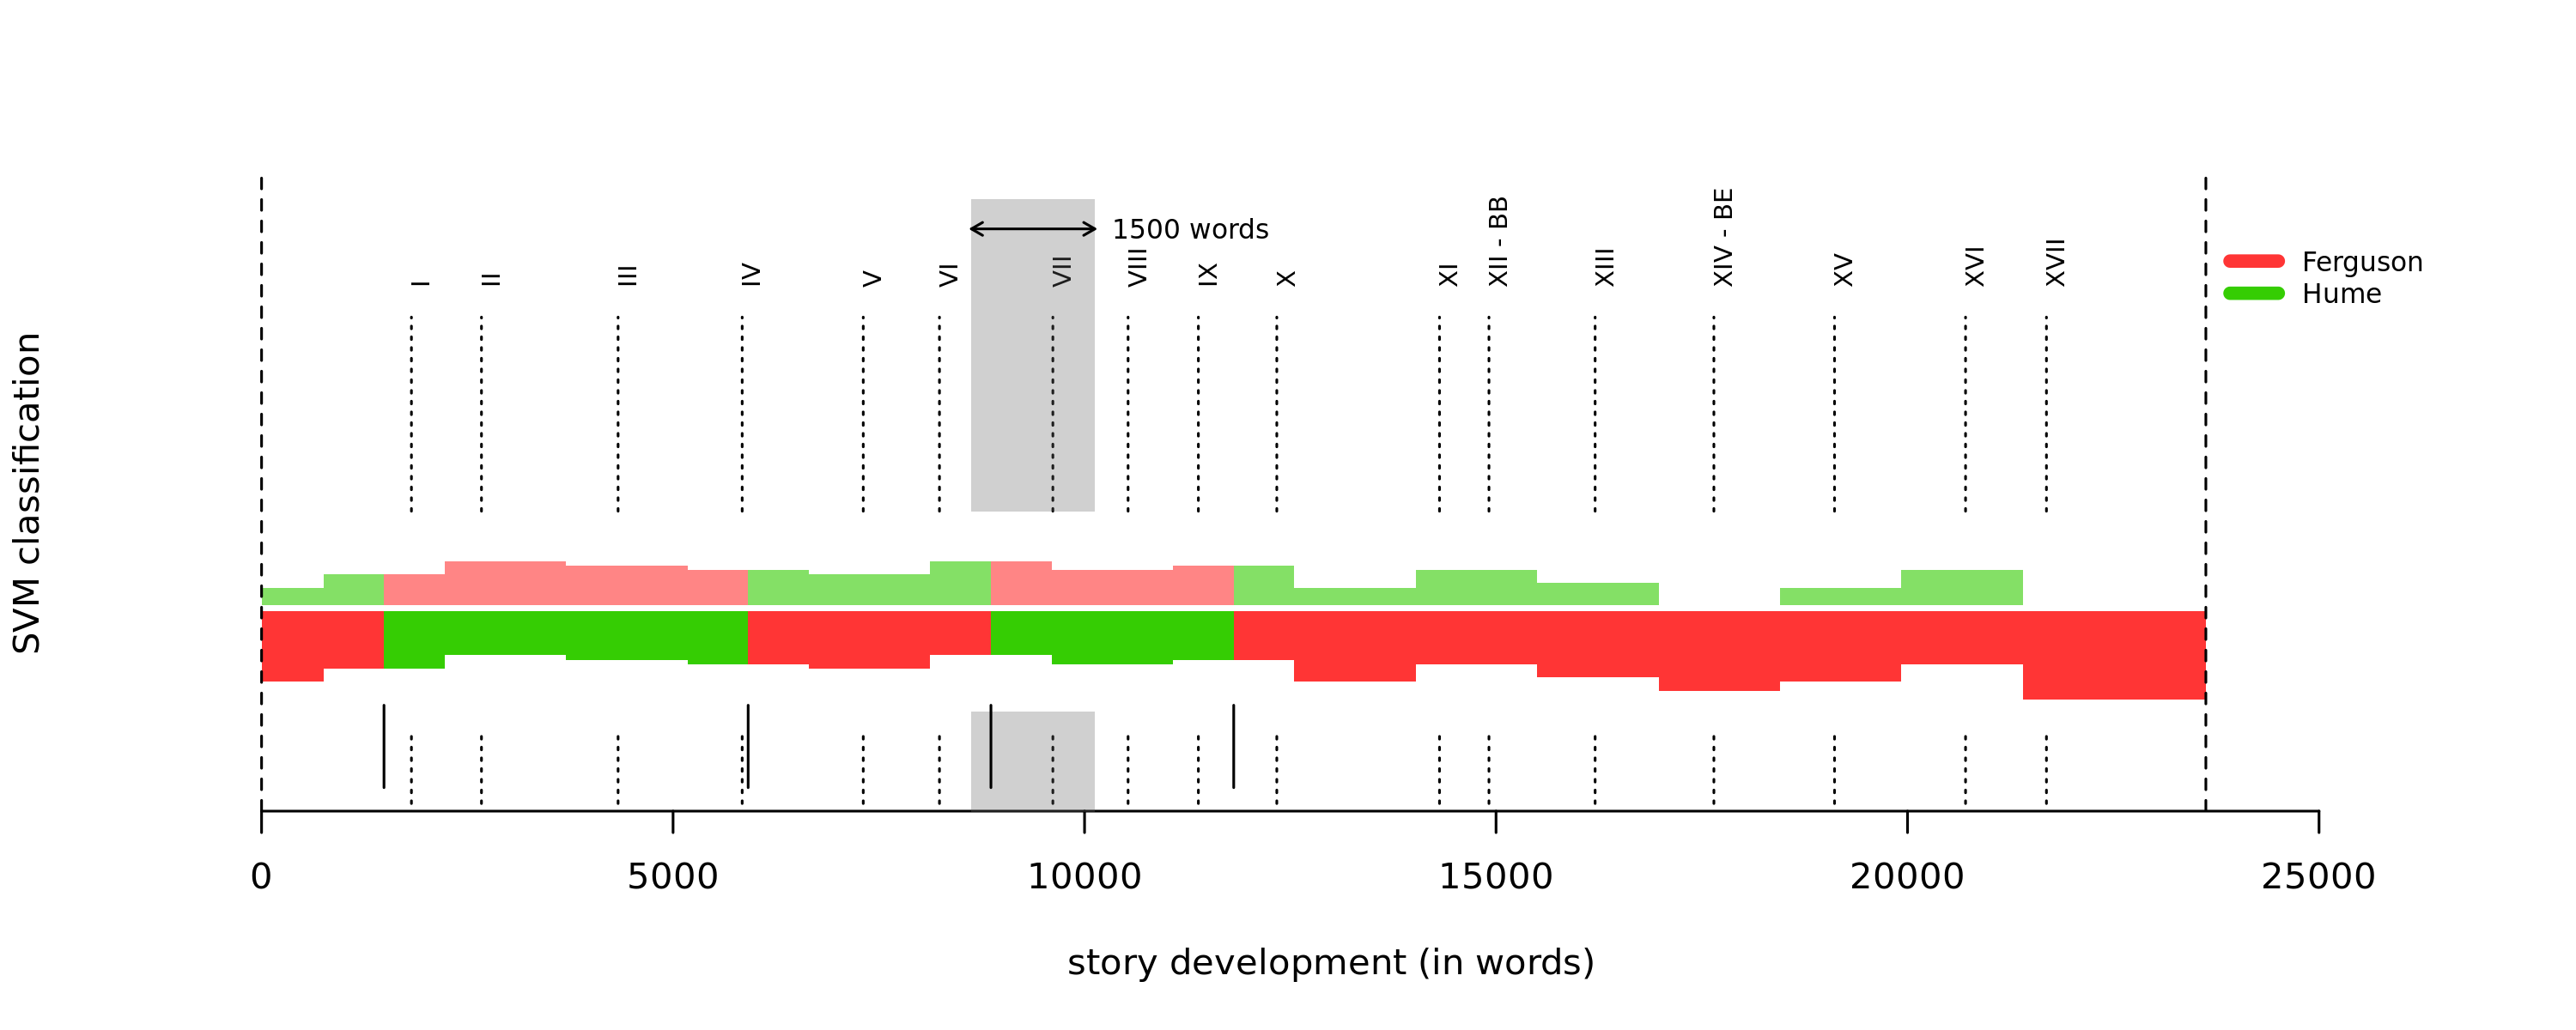 1500 words
I
II
III
IV
V
VI
VII
VIII
IX
X
XI
XII - BB
XIII
XIV - BE
XV
XVI
XVII
Ferguson
Hume
SVM classification
0
5000
10000
15000
20000
25000
story development (in words)